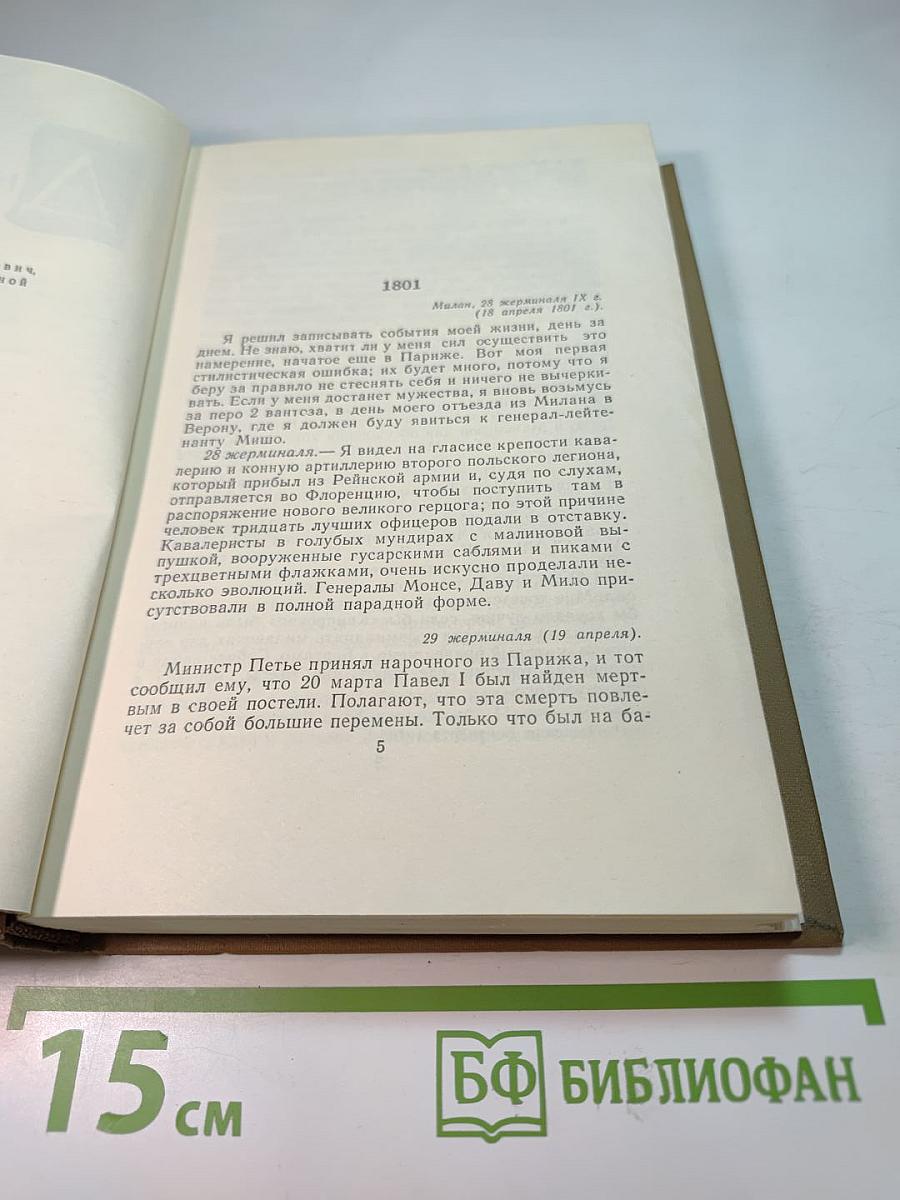 вич,
ной
1801
Милан, 28 жерминаля IX г.
(18 апреля 1801 г.).
Я решил записывать события моей жизни, день за
днем. Не знаю, хватит ли у меня сил осуществить это
намерение, начатое еще в Париже. Вот моя первая
стилистическая ошибка; их будет много, потому что я
беру за правило не стеснять себя и ничего не вычерки-
вать. Если у меня достанет мужества, я вновь возьмусь
за перо 2 вантоза, в день моего отъезда из Милана в
Верону, где я должен буду явиться к генерал-лейте-
нанту Мишо.
28 жерминаля.— Я видел на гласисе крепости кава-
лерию и конную артиллерию второго польского легиона,
который прибыл из Рейнской армии и, судя по слухам,
отправляется во Флоренцию, чтобы поступить там в
распоряжение нового великого герцога; по этой причине
человек тридцать лучших офицеров подали в отставку.
Кавалеристы в голубых мундирах с малиновой вы-
пушкой, вооруженные гусарскими саблями и пиками с
трехцветными флажками, очень искусно проделали не-
сколько эволюций. Генералы Монсе, Даву и Мило при-
сутствовали в полной парадной форме.
29 жерминаля (19 апреля).
Министр Петье принял нарочного из Парижа, и тот
сообщил ему, что 20 марта Павел I был найден мерт-
вым в своей постели. Полагают, что эта смерть повле-
чет за собой большие перемены. Только что был на ба-
5
15 см
БФ БИБЛИОФАН